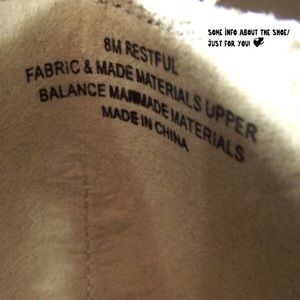 SOME INFO ABOUT THE SHOE/
JUST FOR YOU! 💞
8M RESTFUL
FABRIC & MADE MATERIALS UPPER
BALANCE MANMADE MATERIALS
MADE IN CHINA